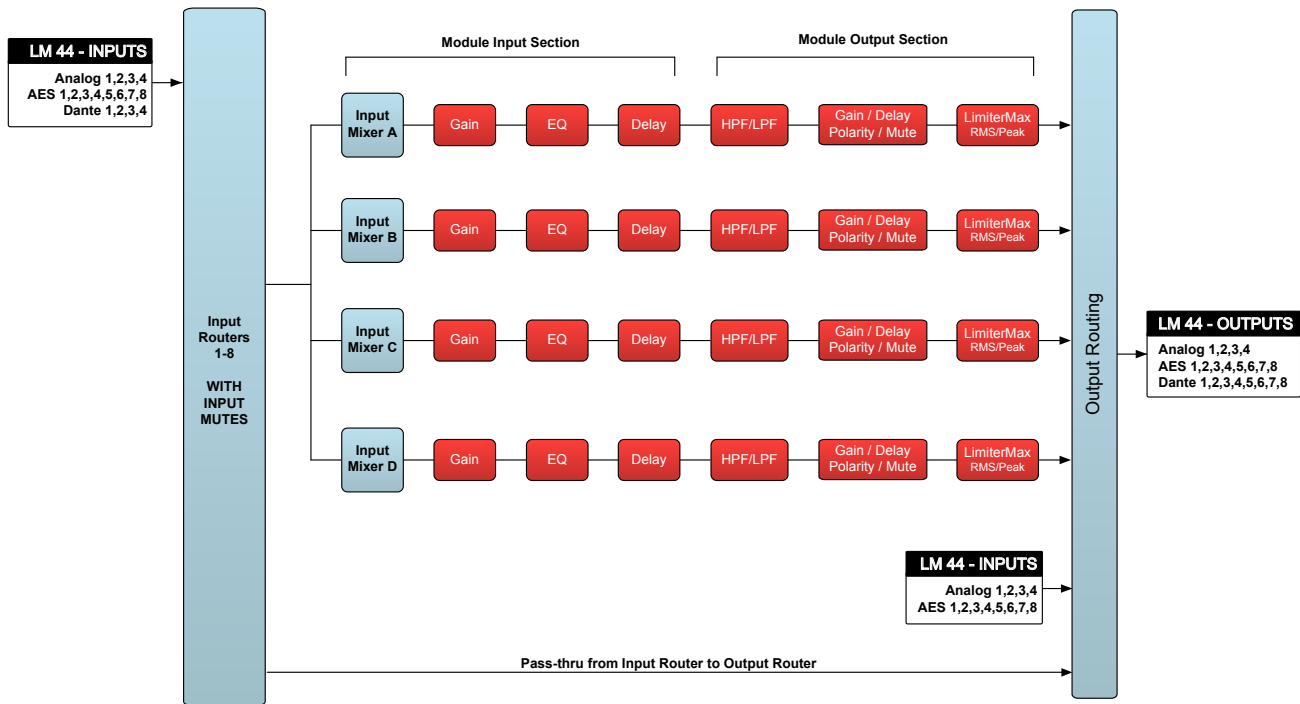 LM 44 - INPUTS
Analog 1,2,3,4
AES 1,2,3,4,5,6,7,8
Dante 1,2,3,4
Input
Routers
1-8
WITH
INPUT
MUTES
Module Input Section
Module Output Section
Input
Mixer A
Gain
EQ
Delay
HPF/LPF
Gain / Delay
Polarity / Mute
LimiterMax
RMS/Peak
Input
Mixer B
Gain
EQ
Delay
HPF/LPF
Gain / Delay
Polarity / Mute
LimiterMax
RMS/Peak
Input
Mixer C
Gain
EQ
Delay
HPF/LPF
Gain / Delay
Polarity / Mute
LimiterMax
RMS/Peak
Input
Mixer D
Gain
EQ
Delay
HPF/LPF
Gain / Delay
Polarity / Mute
LimiterMax
RMS/Peak
LM 44 - INPUTS
Analog 1,2,3,4
AES 1,2,3,4,5,6,7,8
Pass-thru from Input Router to Output Router
Output Routing
LM 44 - OUTPUTS
Analog 1,2,3,4
AES 1,2,3,4,5,6,7,8
Dante 1,2,3,4,5,6,7,8